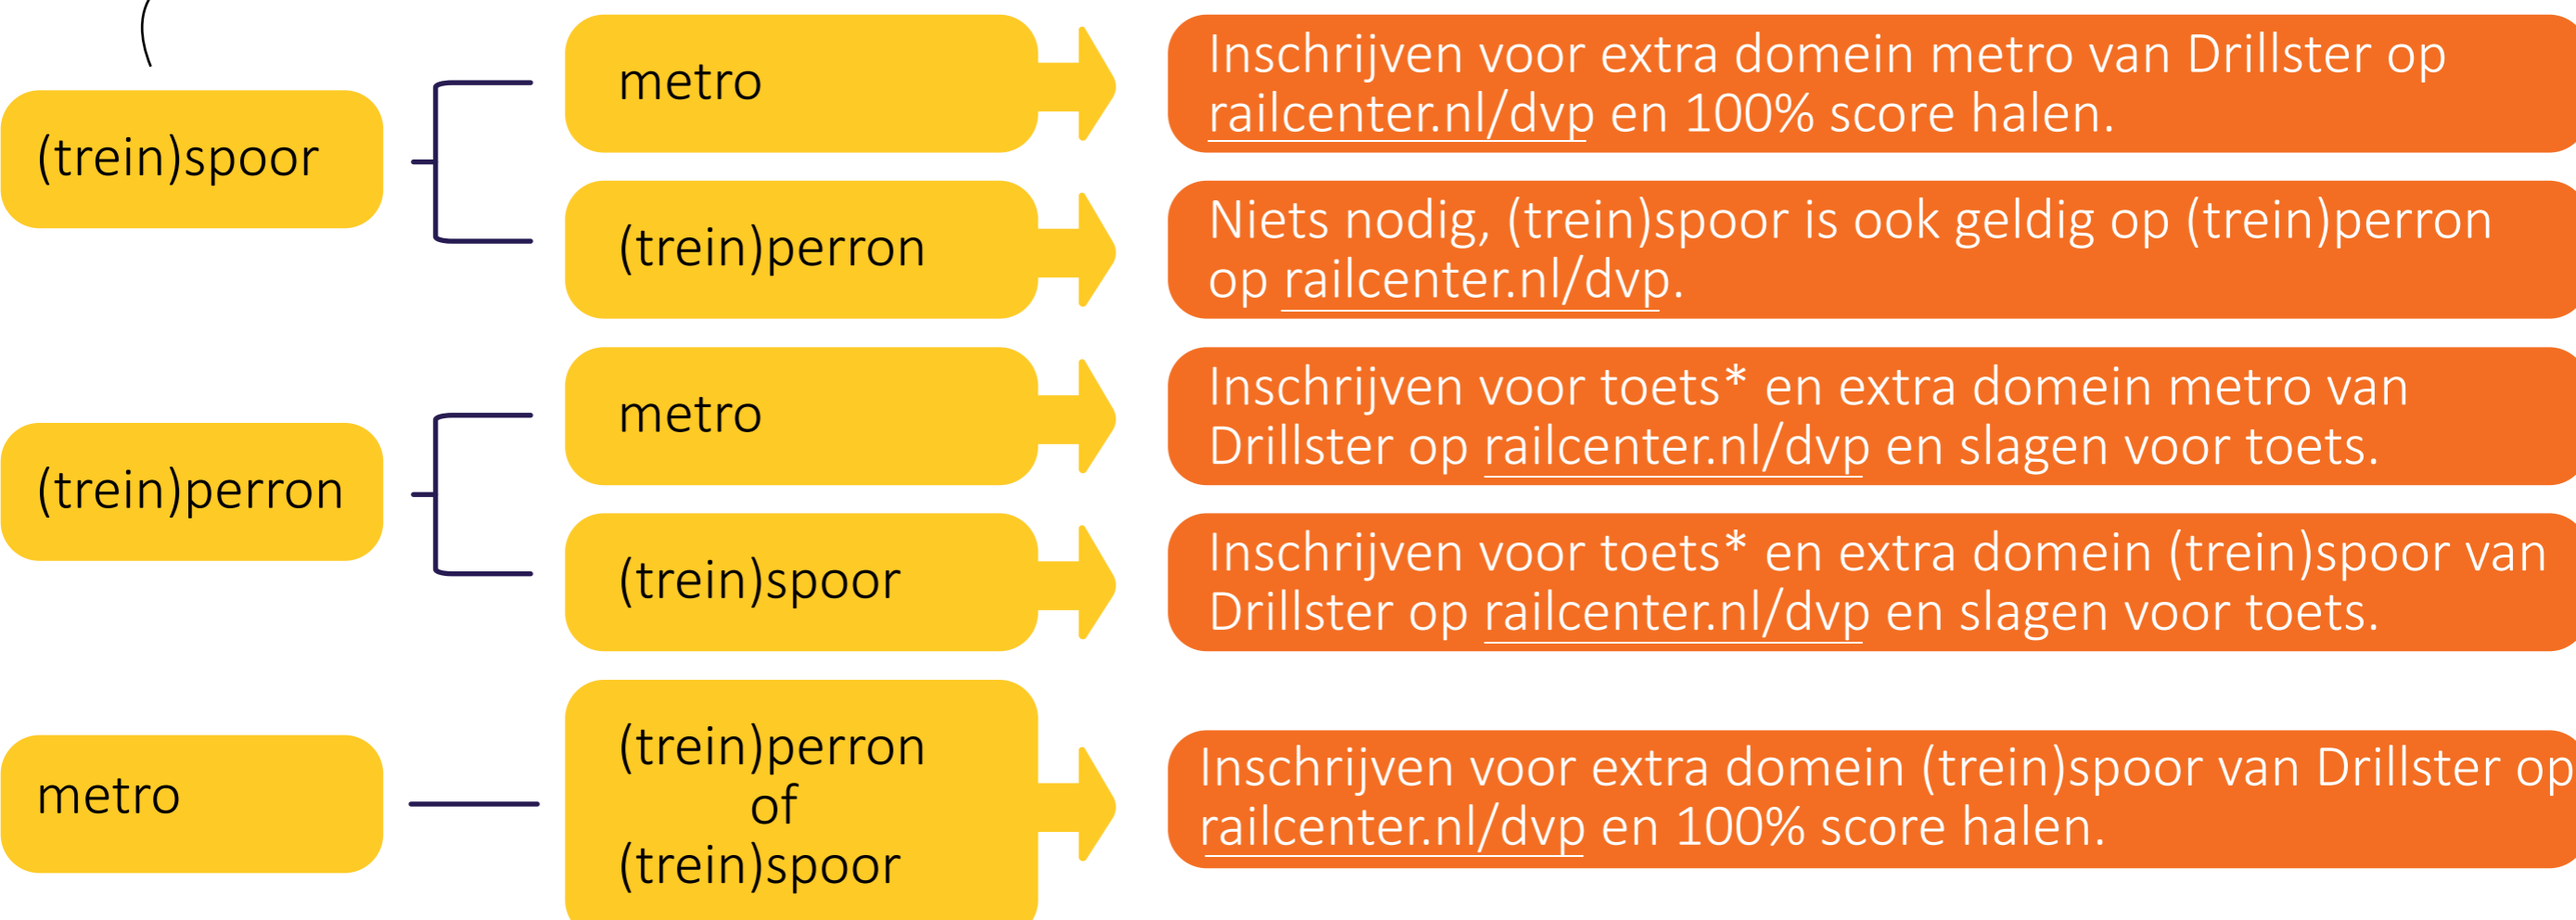 (trein)spoor
metro
Inschrijven voor extra domein metro van Drillster op
railcenter.nl/dvp en 100% score halen.
(trein)perron
Niets nodig, (trein)spoor is ook geldig op (trein)perron
op railcenter.nl/dvp.
(trein)perron
metro
Inschrijven voor toets* en extra domein metro van
Drillster op railcenter.nl/dvp en slagen voor toets.
(trein)spoor
Inschrijven voor toets* en extra domein (trein)spoor van
Drillster op railcenter.nl/dvp en slagen voor toets.
metro
(trein)perron
of
(trein)spoor
Inschrijven voor extra domein (trein)spoor van Drillster op
railcenter.nl/dvp en 100% score halen.